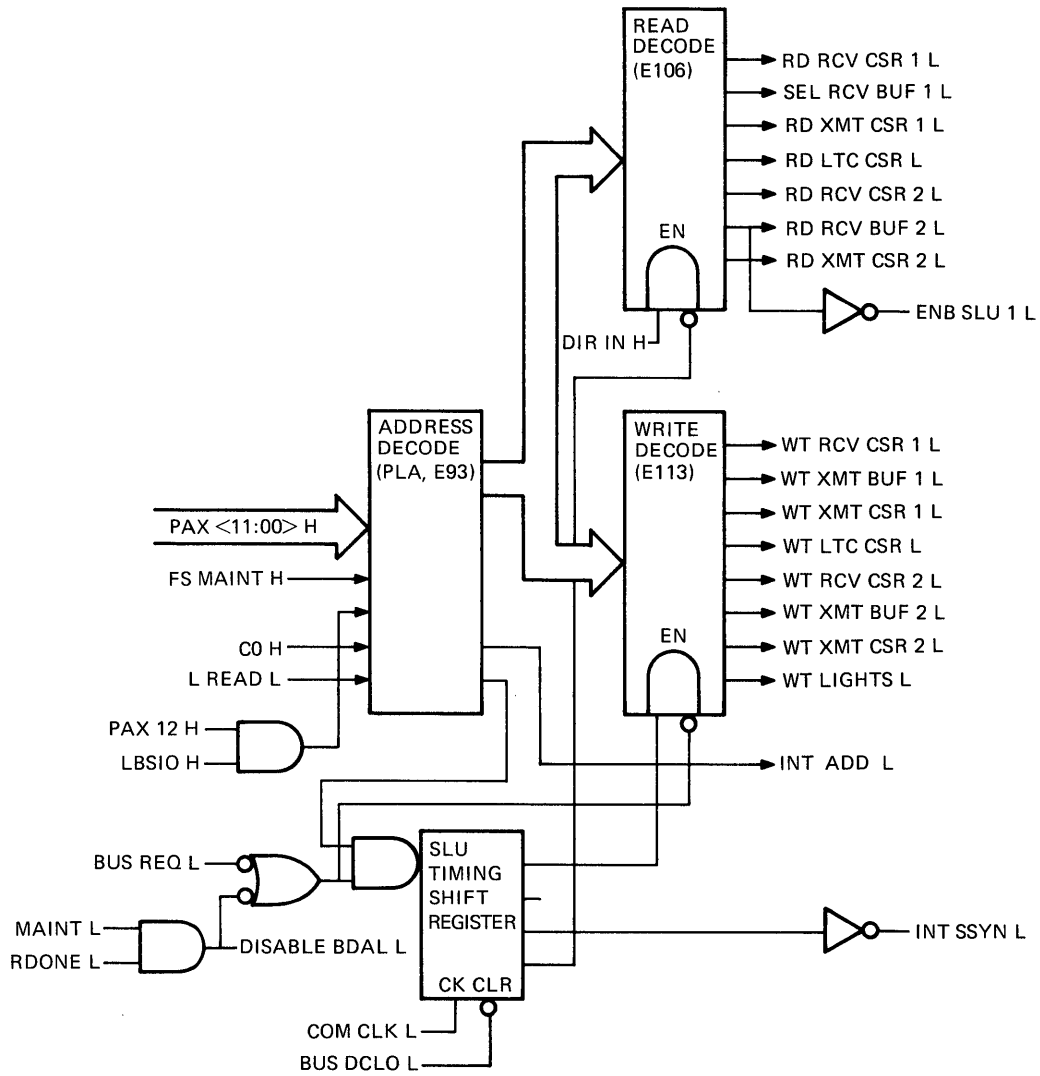 READ
DECODE
(E106)
RD RCV CSR 1 L
SEL RCV BUF 1 L
RD XMT CSR 1 L
RD LTC CSR L
RD RCV CSR 2 L
RD RCV BUF 2 L
RD XMT CSR 2 L
EN
DIR IN H
ENB SLU 1 L
ADDRESS
DECODE
(PLA, E93)
PAX <11:00> H
FS MAINT H
C0 H
L READ L
PAX 12 H
LBSIO H
WRITE
DECODE
(E113)
WT RCV CSR 1 L
WT XMT BUF 1 L
WT XMT CSR 1 L
WT LTC CSR L
WT RCV CSR 2 L
WT XMT BUF 2 L
WT XMT CSR 2 L
WT LIGHTS L
EN
INT ADD L
BUS REQ L
MAINT L
RDONE L
DISABLE BDAL L
SLU
TIMING
SHIFT
REGISTER
CK CLR
INT SSYN L
COM CLK L
BUS DCLO L